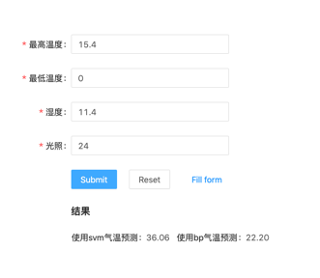 * 最高温度： 15.4
* 最低温度： 0
* 湿度： 11.4
* 光照： 24
Submit Reset Fill form
结果
使用svm气温预测：36.06 使用bp气温预测：22.20